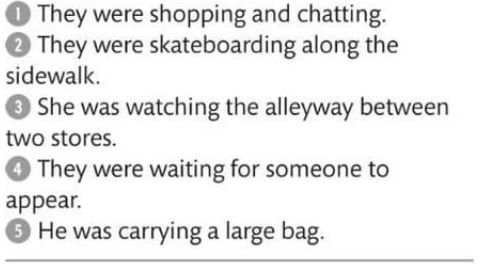 1 They were shopping and chatting.
2 They were skateboarding along the
sidewalk.
3 She was watching the alleyway between
two stores.
4 They were waiting for someone to
appear.
5 He was carrying a large bag.